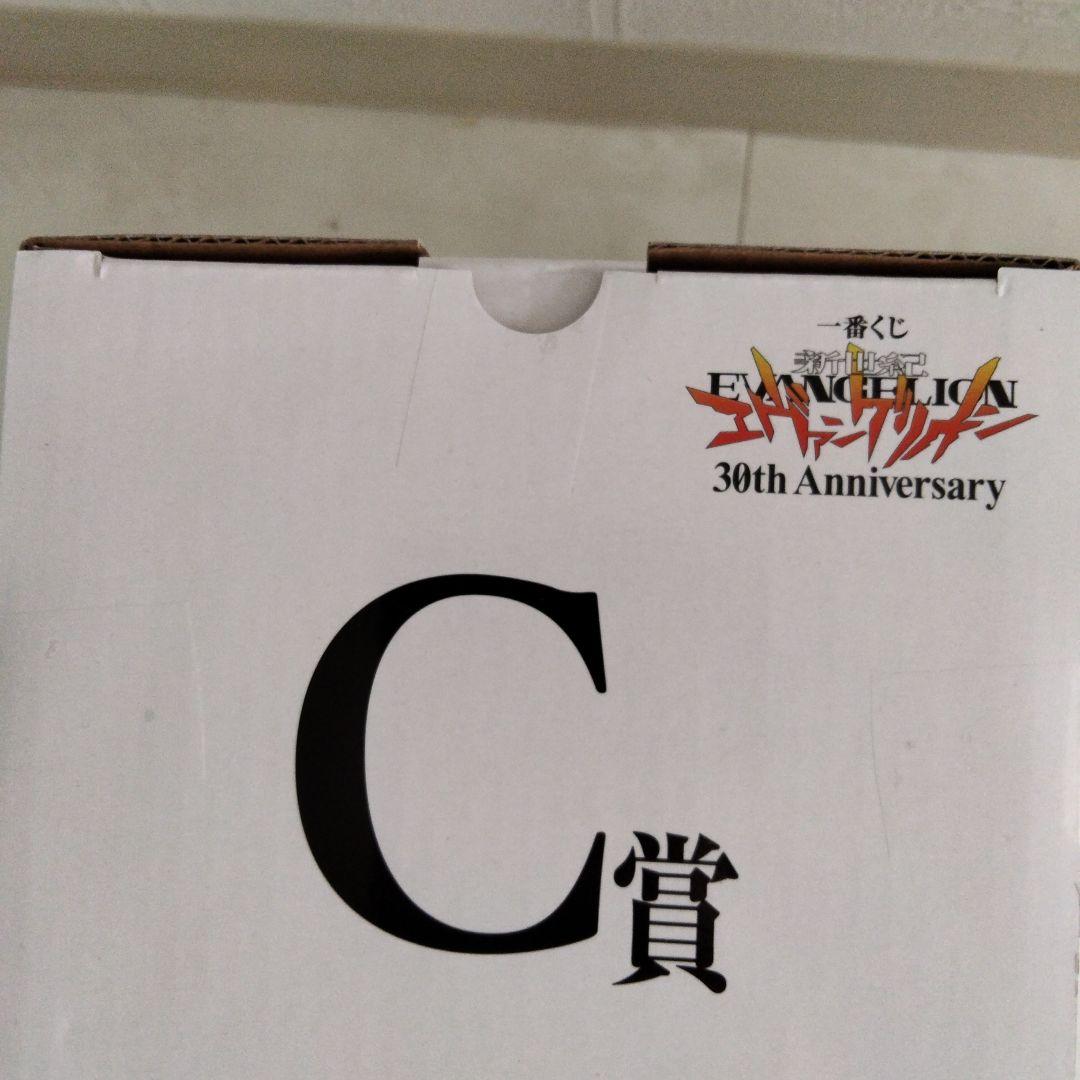 一番くじ
新世紀
EVANGELION
エヴァンゲリオン
30th Anniversary
C賞